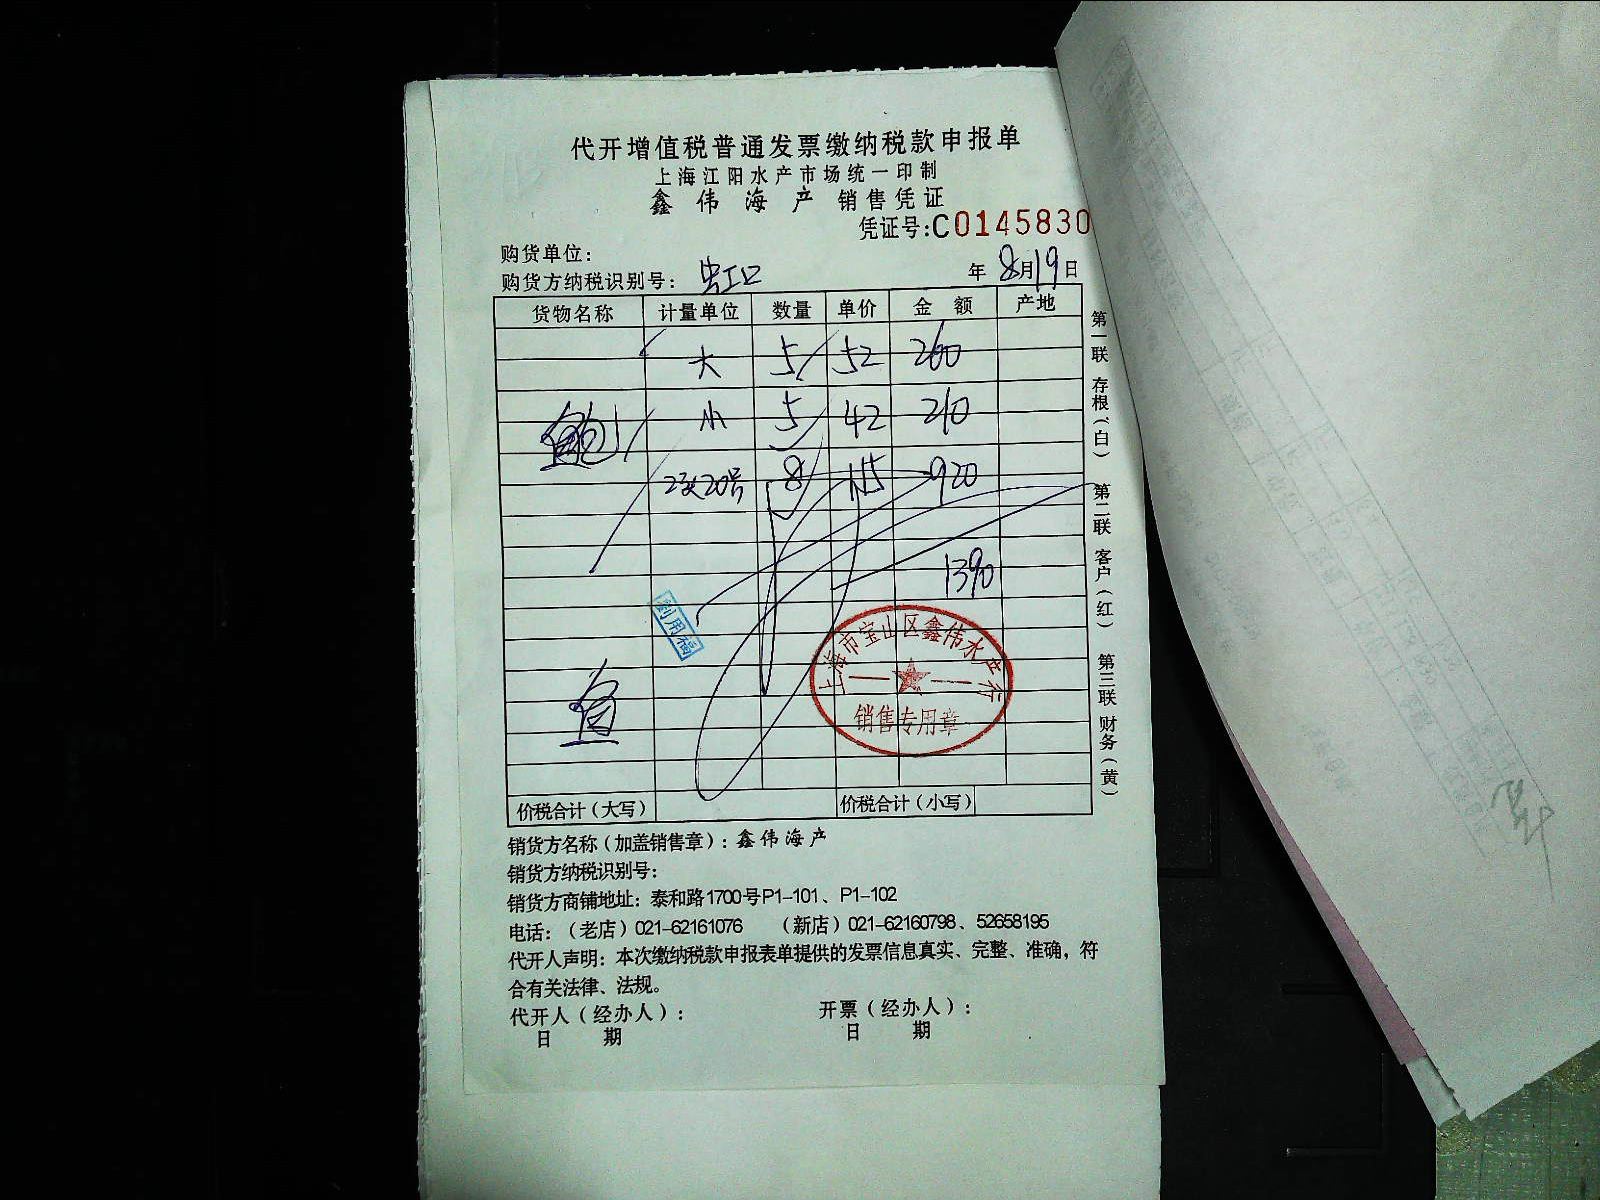 代开增值税普通发票缴纳税款申报单
上海江阳水产市场统一印制
鑫伟海产 销售凭证
凭证号:C0145830
购货单位:
购货方纳税识别号: 虹口 年 8月19日
货物名称 计量单位 数量 单价 金额 产地
大 5 52 260
小 5 42 210
20号 8 115 920
1390
利用福
上海市宝山区鑫伟水产行
销售专用章
价税合计(大写) 价税合计(小写)
第一联 存根(白) 第二联 客户(红) 第三联 财务(黄)
销货方名称(加盖销售章):鑫伟海产
销货方纳税识别号:
销货方商铺地址:泰和路1700号P1-101、P1-102
电话:(老店)021-62161076 (新店)021-62160798、52658195
代开人声明:本次缴纳税款申报表单提供的发票信息真实、完整、准确,符
合有关法律、法规。
代开人(经办人): 开票(经办人):
日 期 日 期